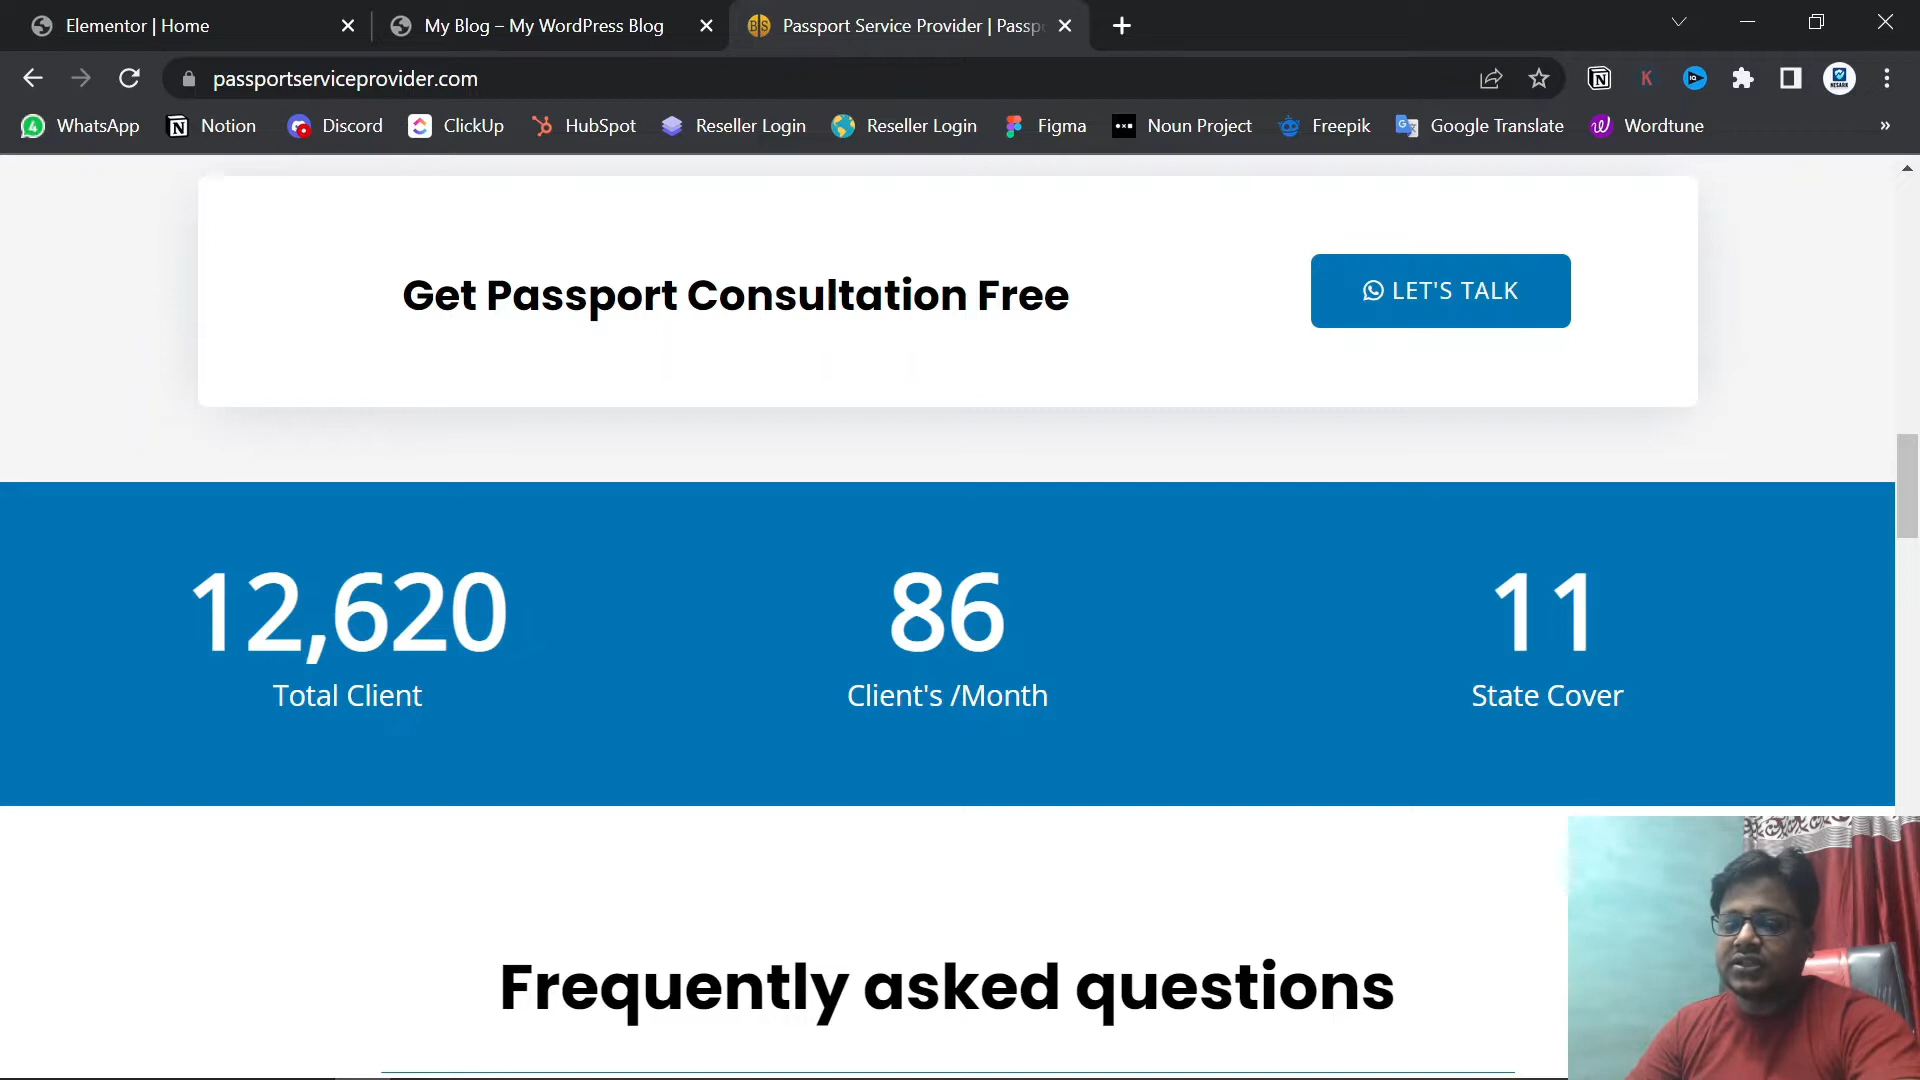 Elementor | Home
My Blog – My WordPress Blog
Passport Service Provider | Passp
passportserviceprovider.com
WhatsApp
Notion
Discord
ClickUp
HubSpot
Reseller Login
Reseller Login
Figma
Noun Project
Freepik
Google Translate
Wordtune
Get Passport Consultation Free
LET'S TALK
12,620
86
11
Total Client
Client's /Month
State Cover
Frequently asked questions